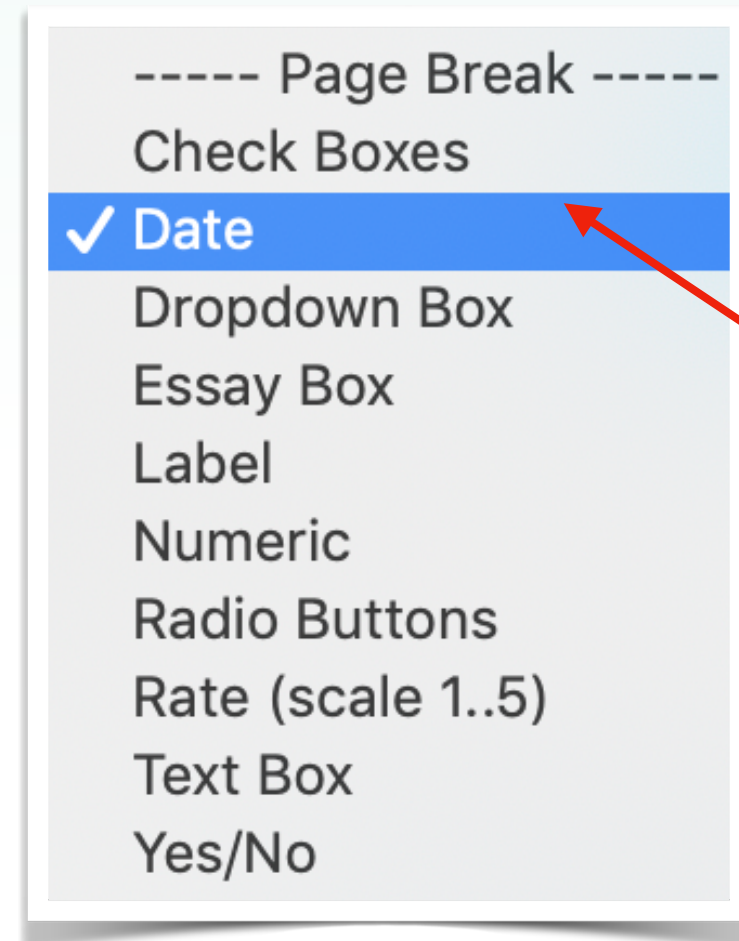 ----- Page Break -----
Check Boxes
✓ Date
Dropdown Box
Essay Box
Label
Numeric
Radio Buttons
Rate (scale 1..5)
Text Box
Yes/No